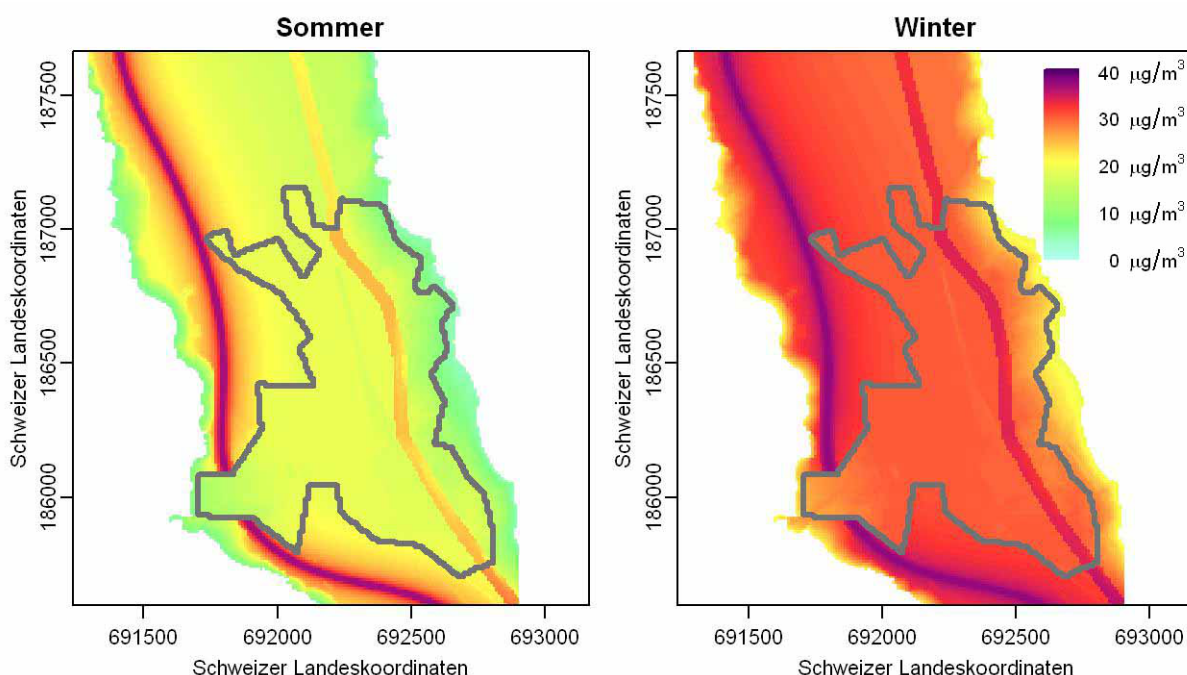 Sommer
Schweizer Landeskoordinaten
187500
187000
186500
186000
691500 692000 692500 693000
Schweizer Landeskoordinaten
Winter
40 μg/m³
30 μg/m³
20 μg/m³
10 μg/m³
0 μg/m³
Schweizer Landeskoordinaten
187500
187000
186500
186000
691500 692000 692500 693000
Schweizer Landeskoordinaten